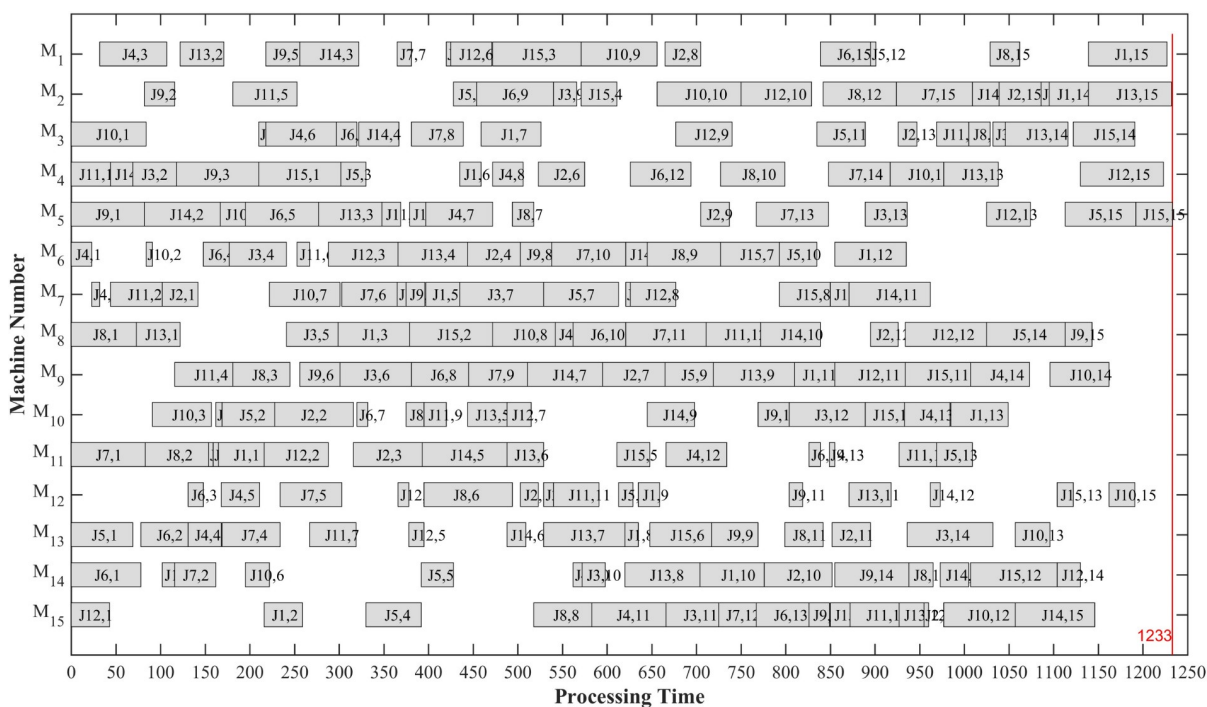 M1 J4,3 J13,2 J9,5 J14,3 J7,7 J12,6 J15,3 J10,9 J2,8 J6,15 J5,12 J8,15 J1,15
M2 J9,2 J11,5 J6,9 J15,4 J10,10 J12,10 J8,12 J7,15 J2,15 J1,14 J13,15
M3 J10,1 J4,6 J14,4 J7,8 J1,7 J12,9 J5,11 J2,13 J13,14 J15,14
M4 J11,1 J3,2 J9,3 J15,1 J5,3 J1,6 J4,8 J2,6 J6,12 J8,10 J7,14 J13,10 J12,15
M5 J9,1 J14,2 J6,5 J13,3 J4,7 J8,7 J2,9 J7,13 J3,13 J12,13 J5,15 J15,15
M6 J4,1 J10,2 J3,4 J12,3 J13,4 J2,4 J9,8 J7,10 J8,9 J15,7 J5,10 J1,12
M7 J11,2 J2,1 J10,7 J7,6 J1,5 J3,7 J5,7 J12,8 J15,8 J14,11
M8 J8,1 J13,1 J3,5 J1,3 J15,2 J10,8 J6,10 J7,11 J14,10 J12,12 J5,14 J9,15
M9 J11,4 J8,3 J9,6 J3,6 J6,8 J7,9 J14,7 J2,7 J5,9 J13,9 J1,11 J12,11 J15,11 J4,14 J10,14
M10 J10,3 J5,2 J2,2 J6,7 J11,9 J12,7 J14,9 J3,12 J1,13
M11 J7,1 J8,2 J1,1 J12,2 J2,3 J14,5 J13,6 J15,5 J4,12 J5,13
M12 J6,3 J4,5 J7,5 J8,6 J11,11 J1,9 J9,11 J13,11 J14,12 J15,13 J10,15
M13 J5,1 J6,2 J4,4 J7,4 J11,7 J12,5 J14,6 J13,7 J15,6 J9,9 J8,11 J2,11 J3,14 J10,13
M14 J6,1 J7,2 J10,6 J5,5 J13,8 J1,10 J2,10 J9,14 J15,12 J12,14
M15 J12,1 J1,2 J5,4 J8,8 J4,11 J3,11 J6,13 J10,12 J14,15
1233
0 50 100 150 200 250 300 350 400 450 500 550 600 650 700 750 800 850 900 950 1000 1050 1100 1150 1200 1250
Processing Time
Machine Number